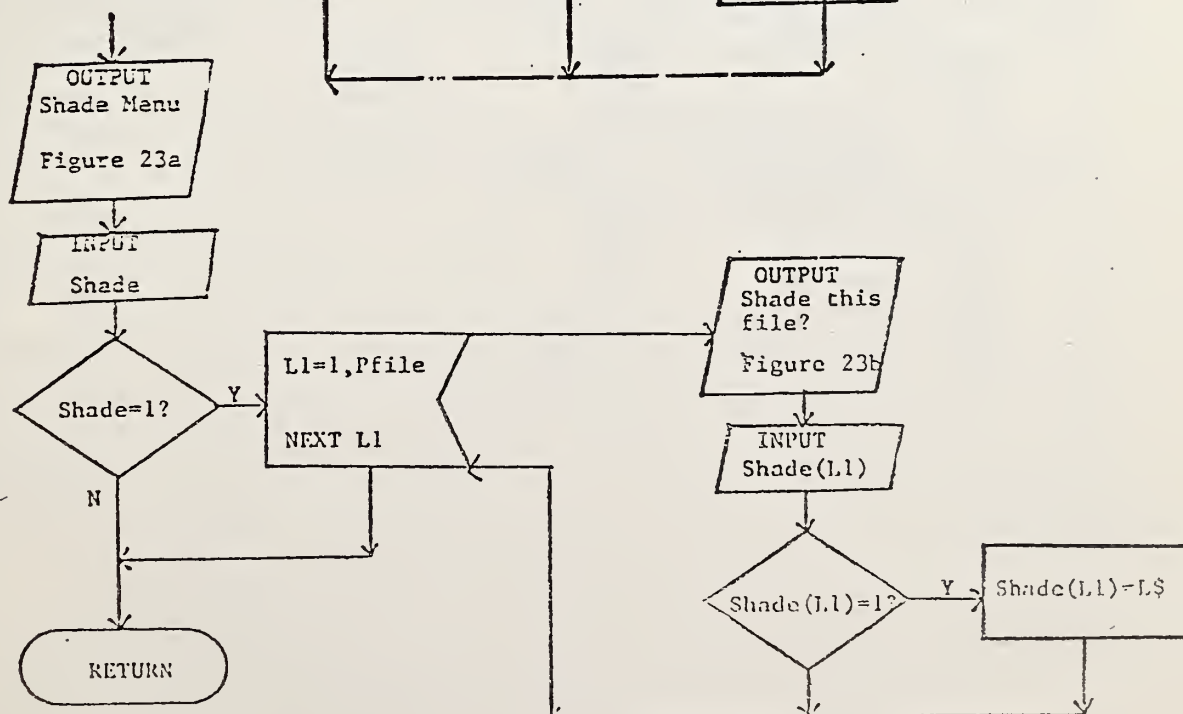 OUTPUT
Shade Menu
Figure 23a
INPUT
Shade
Shade=1?
Y
N
L1=1,Pfile
NEXT L1
RETURN
OUTPUT
Shade this
file?
Figure 23b
INPUT
Shade(L1)
Shade(L1)=1?
Y
Shade(L1)=L$